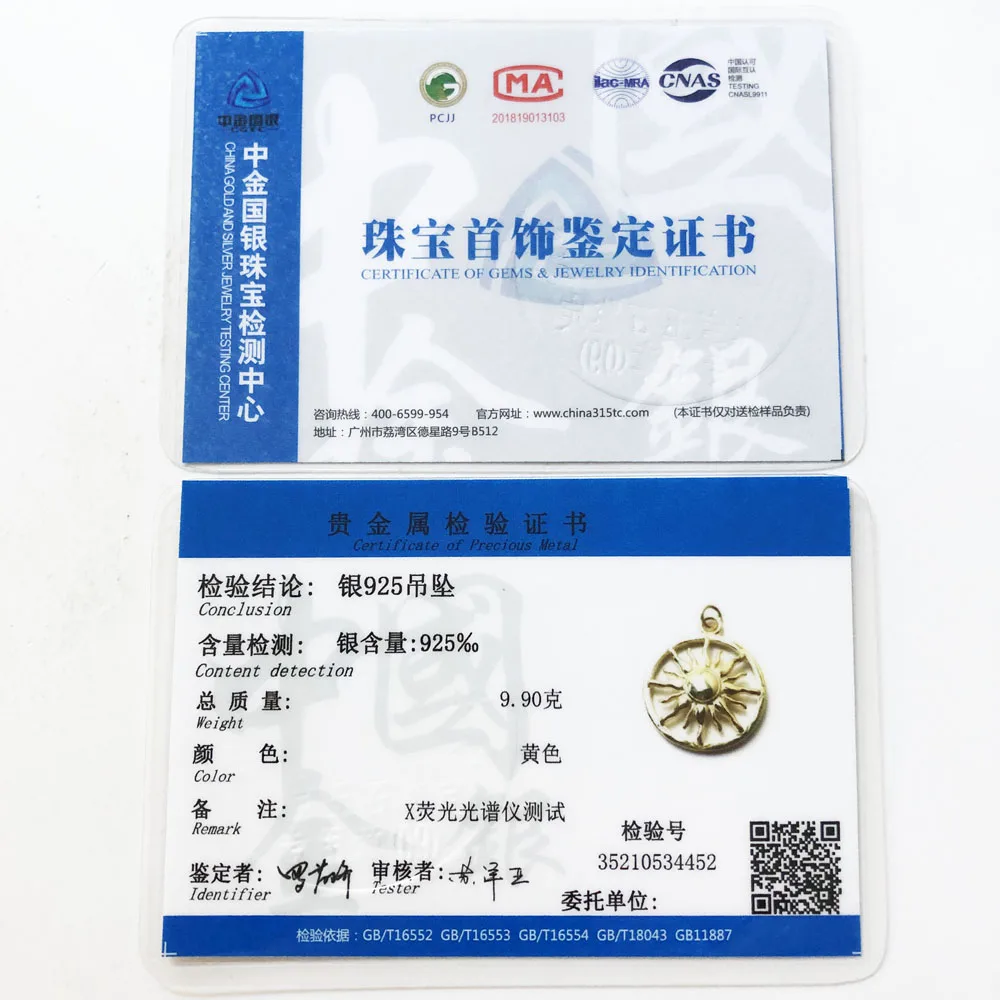 中金国银
CGTC
中金国银珠宝检测中心
CHINA GOLD AND SILVER JEWELRY TESTING CENTER
PCJJ
MA
201819013103
ilac-MRA
CNAS
中国认可
国际互认
检测
TESTING
CNASL9911
珠宝首饰鉴定证书
CERTIFICATE OF GEMS & JEWELRY IDENTIFICATION
咨询热线：400-6599-954 官方网址：www.china315tc.com (本证书仅对送检样品负责)
地址：广州市荔湾区德星路9号B512
贵金属检验证书
Certificate of Precious Metal
检验结论: 银925吊坠
Conclusion
含量检测: 银含量:925‰
Content detection
总质量: 9.90克
Weight
颜色: 黄色
Color
备注: X荧光光谱仪测试
Remark
检验号
35210534452
鉴定者: 审核者:
Identifier Tester
委托单位:
检验依据：GB/T16552 GB/T16553 GB/T16554 GB/T18043 GB11887